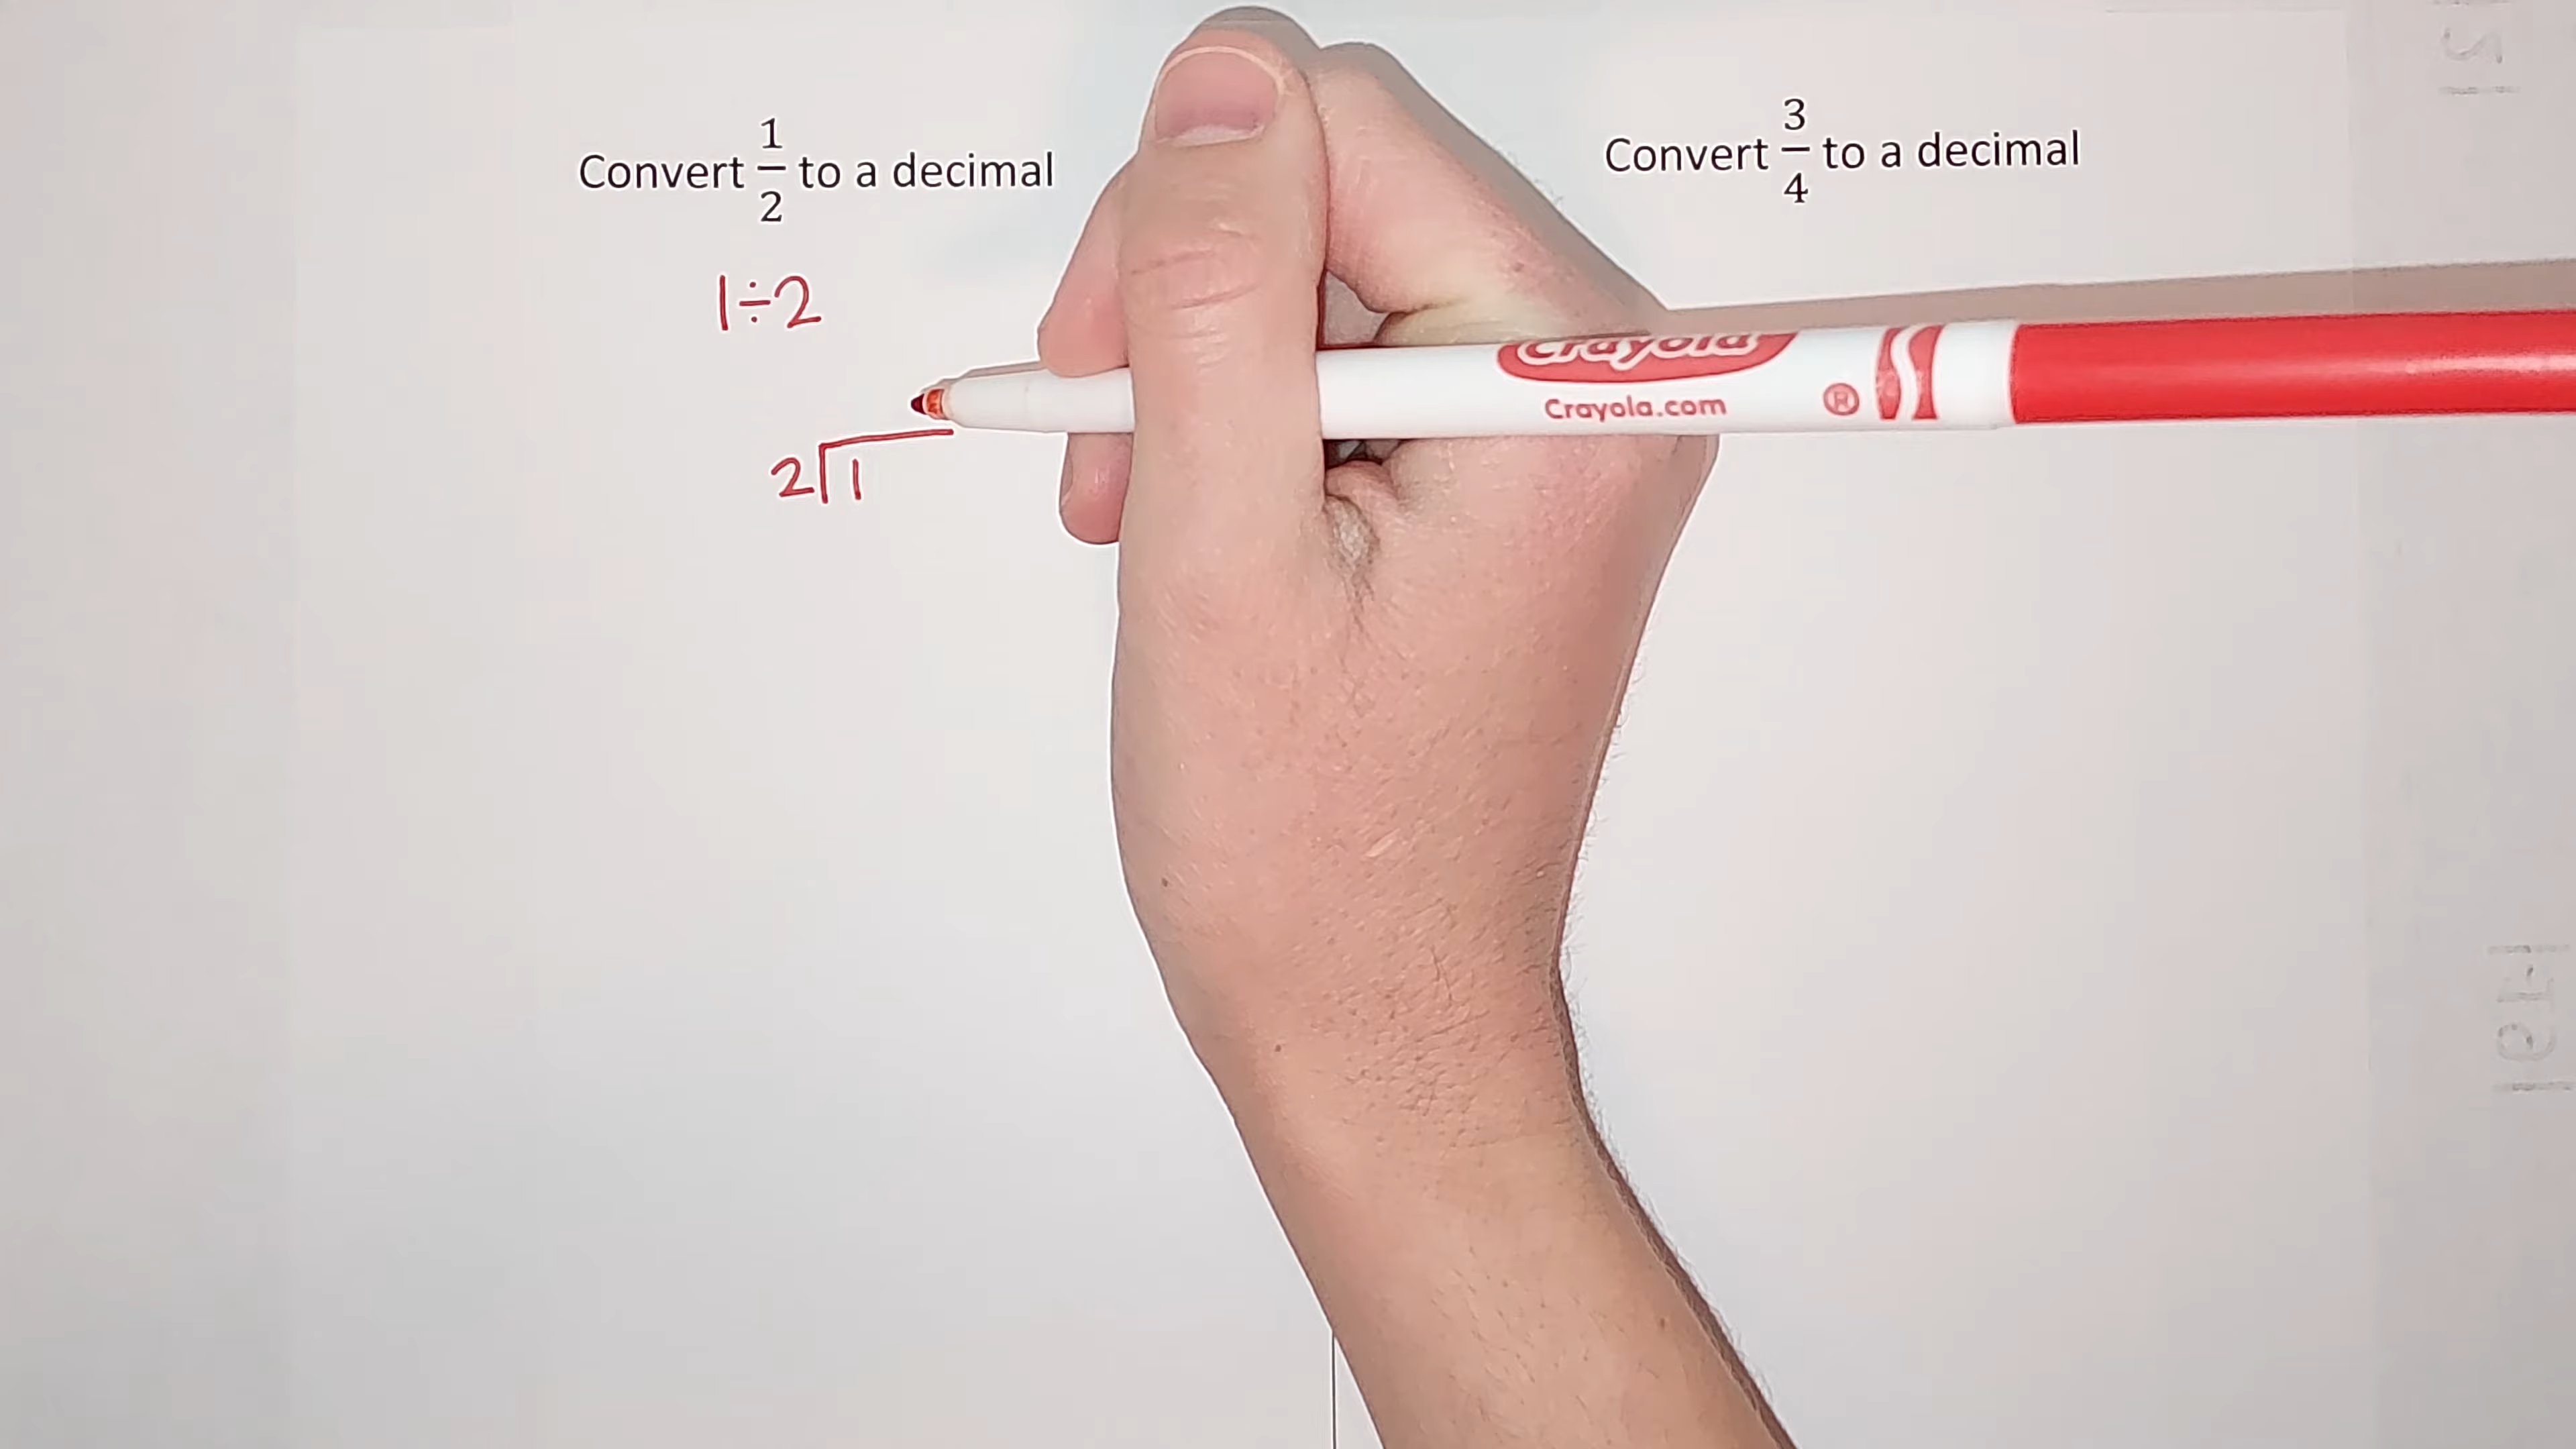 Convert 1/2 to a decimal
1÷2
2⟌1
Convert 3/4 to a decimal
Crayola
Crayola.com ®